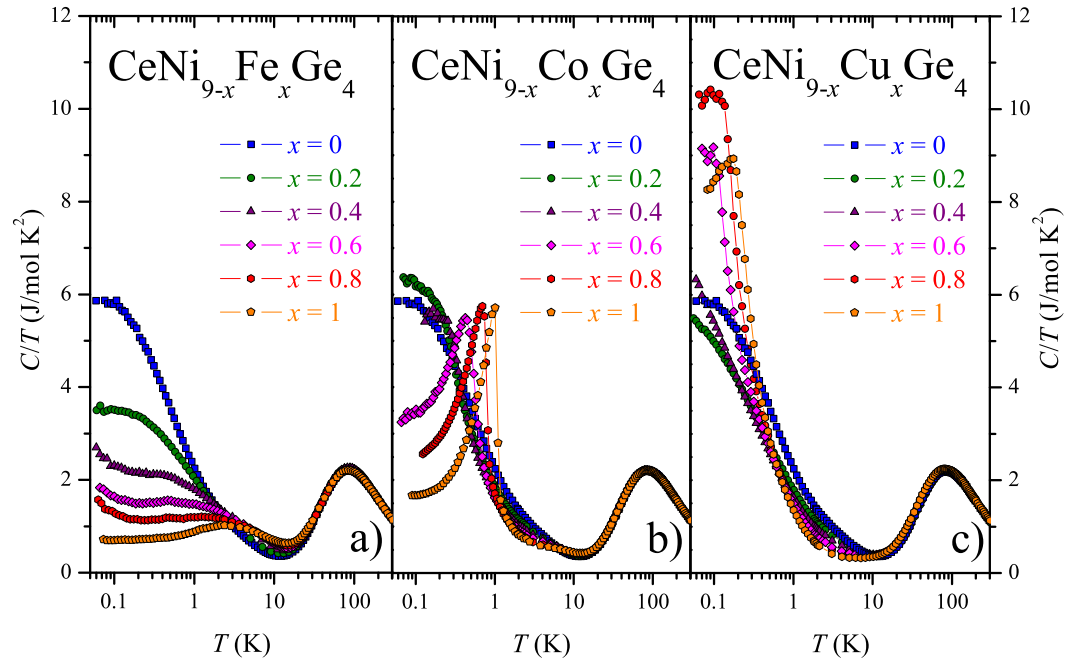 CeNi₉₋ₓFeₓGe₄
x = 0
x = 0.2
x = 0.4
x = 0.6
x = 0.8
x = 1
a)
CeNi₉₋ₓCoₓGe₄
x = 0
x = 0.2
x = 0.4
x = 0.6
x = 0.8
x = 1
b)
CeNi₉₋ₓCuₓGe₄
x = 0
x = 0.2
x = 0.4
x = 0.6
x = 0.8
x = 1
c)
12
10
8
6
4
2
0
C/T (J/mol K²)
12
10
8
6
4
2
0
C/T (J/mol K²)
0.1 1 10 100
0.1 1 10 100
0.1 1 10 100
T (K)
T (K)
T (K)